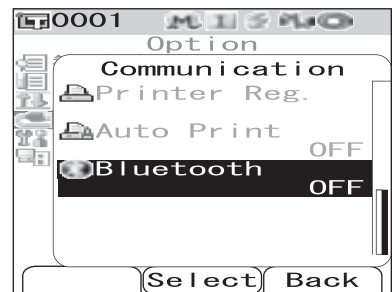 0001
Option
Communication
Printer Reg.
Auto Print
OFF
Bluetooth
OFF
Select Back